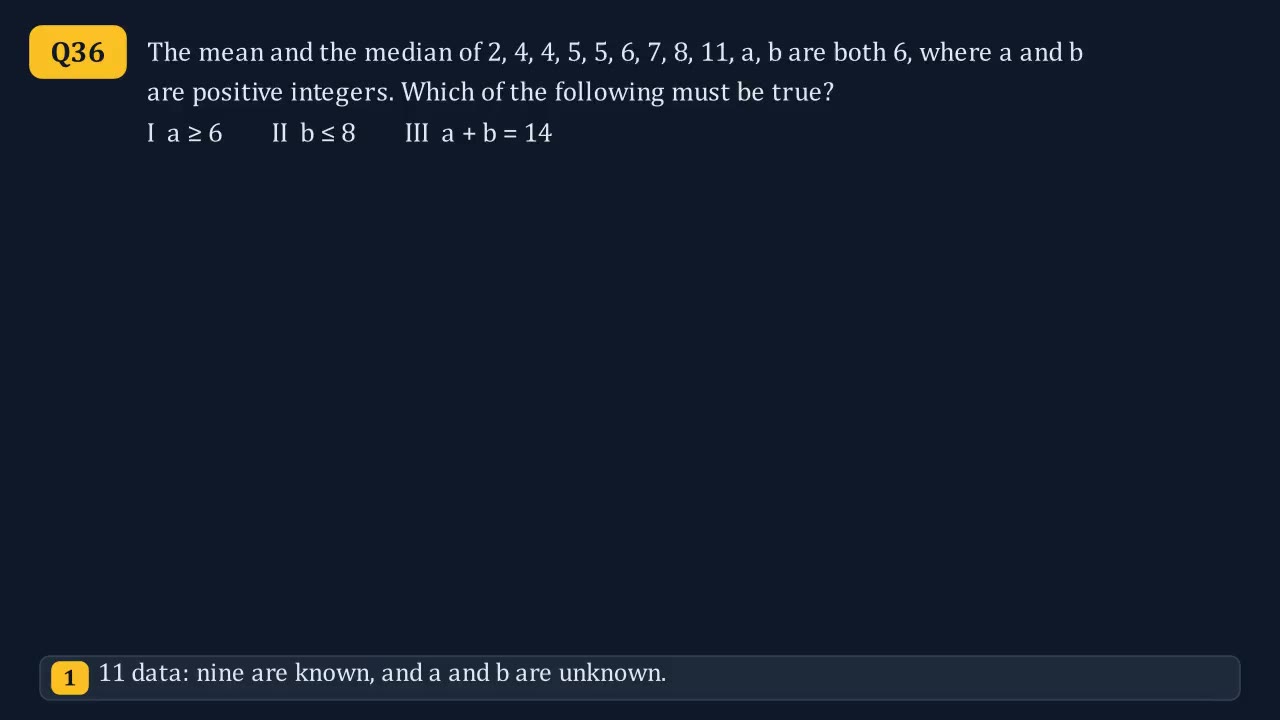 Q36
The mean and the median of 2, 4, 4, 5, 5, 6, 7, 8, 11, a, b are both 6, where a and b
are positive integers. Which of the following must be true?
I a ≥ 6 II b ≤ 8 III a + b = 14
1 11 data: nine are known, and a and b are unknown.